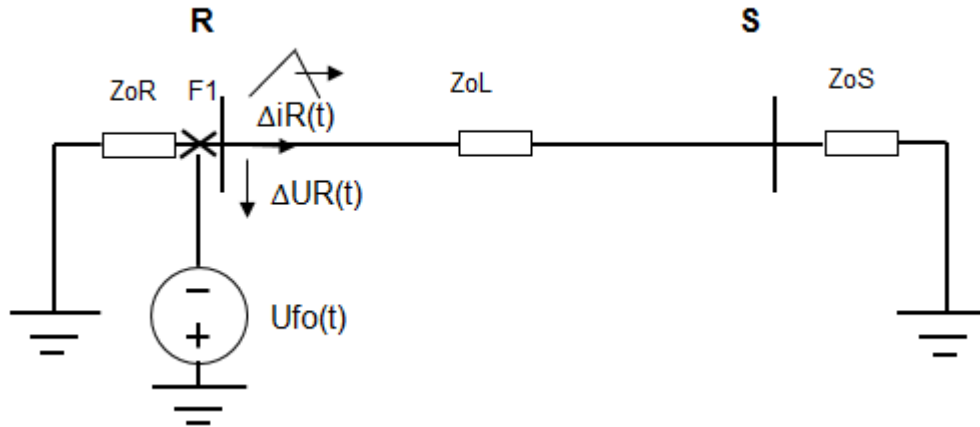 R S
ZoR F1 ZoL ZoS
ΔiR(t)
ΔUR(t)
−
+
Ufo(t)